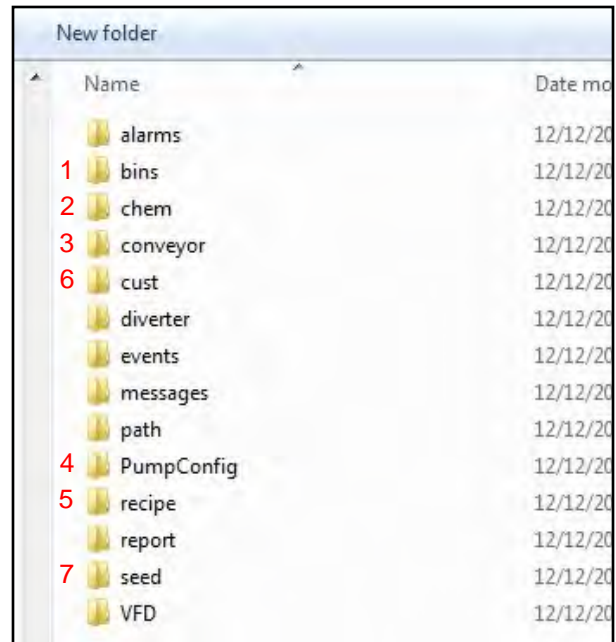 New folder
Name Date mo
alarms 12/12/20
1 bins 12/12/20
2 chem 12/12/20
3 conveyor 12/12/20
6 cust 12/12/20
diverter 12/12/20
events 12/12/20
messages 12/12/20
path 12/12/20
4 PumpConfig 12/12/20
5 recipe 12/12/20
report 12/12/20
7 seed 12/12/20
VFD 12/12/20